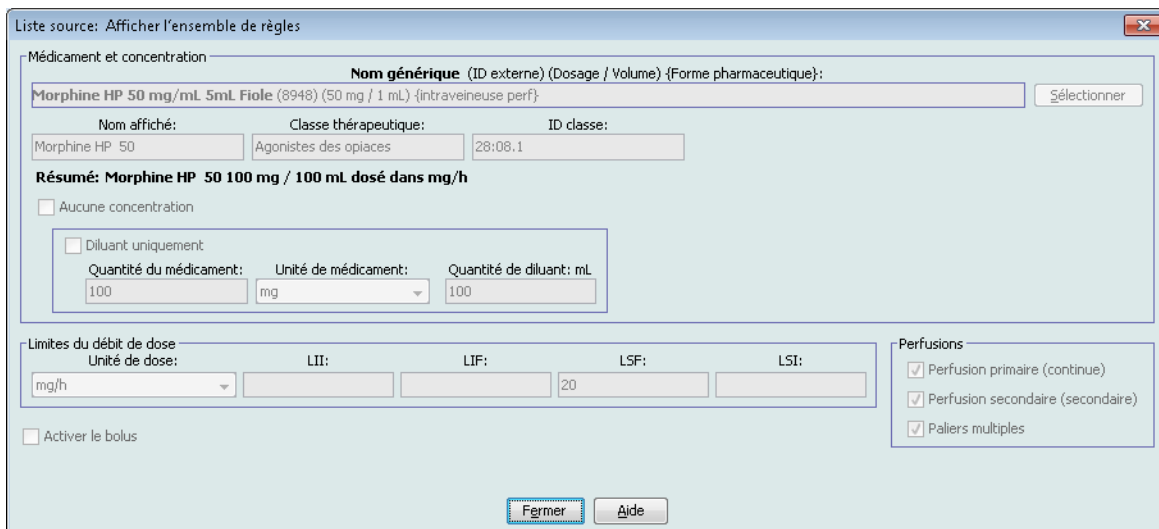 Liste source: Afficher l'ensemble de règles
Médicament et concentration
Nom générique (ID externe) (Dosage / Volume) {Forme pharmaceutique}:
Morphine HP 50 mg/mL 5mL Fiole (8948) (50 mg / 1 mL) {intraveineuse perf}
Sélectionner
Nom affiché: Classe thérapeutique: ID classe:
Morphine HP 50 Agonistes des opiaces 28:08.1
Résumé: Morphine HP 50 100 mg / 100 mL dosé dans mg/h
Aucune concentration
Diluant uniquement
Quantité du médicament: Unité de médicament: Quantité de diluant: mL
100 mg 100
Limites du débit de dose
Unité de dose: LII: LIF: LSF: LSI:
mg/h 20
Perfusions
Perfusion primaire (continue)
Perfusion secondaire (secondaire)
Paliers multiples
Activer le bolus
Fermer Aide